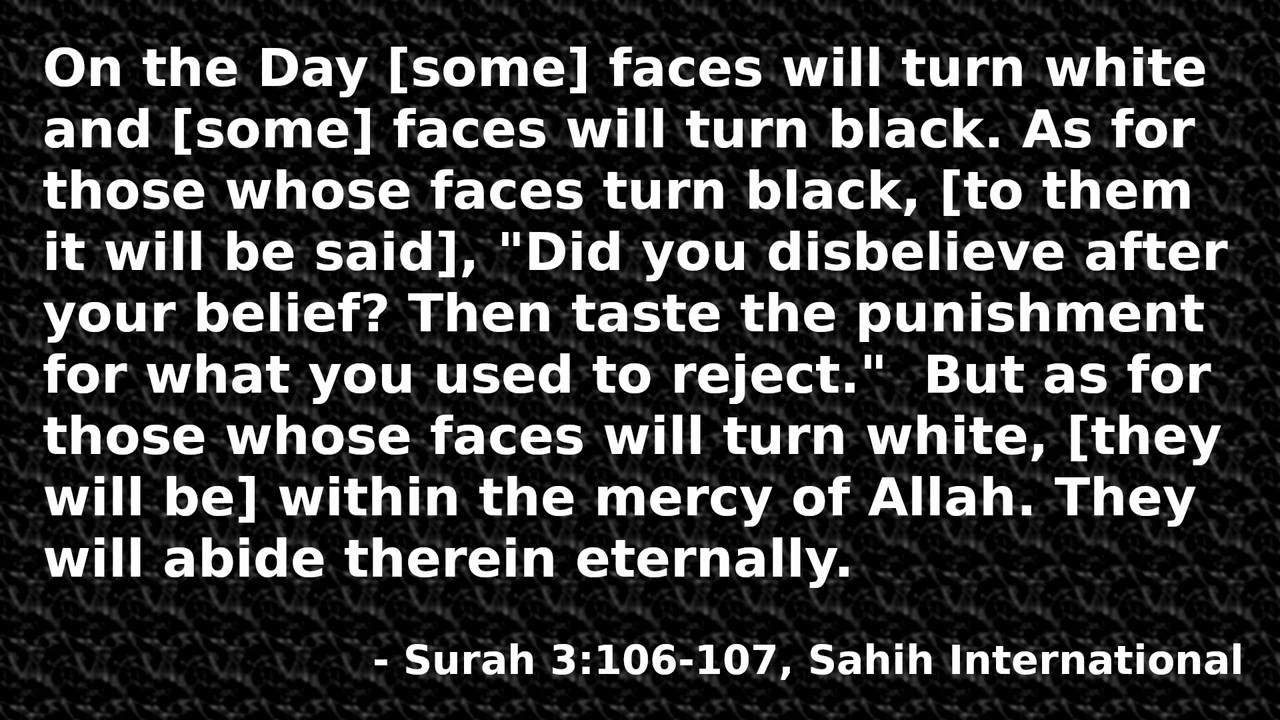 On the Day [some] faces will turn white
and [some] faces will turn black. As for
those whose faces turn black, [to them
it will be said], "Did you disbelieve after
your belief? Then taste the punishment
for what you used to reject."  But as for
those whose faces will turn white, [they
will be] within the mercy of Allah. They
will abide therein eternally.
- Surah 3:106-107, Sahih International